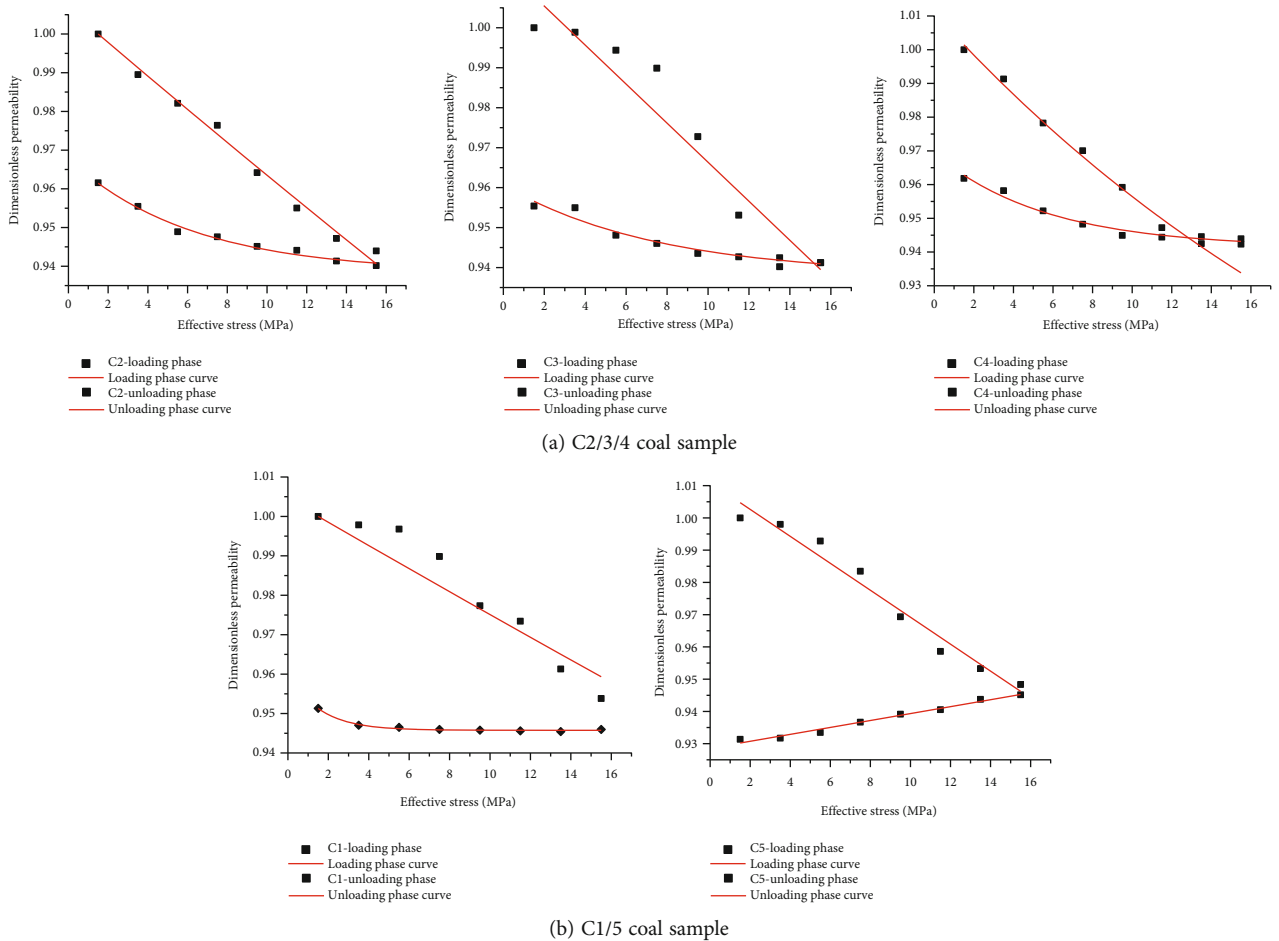 1.00
0.99
0.98
0.97
0.96
0.95
0.94
Dimensionless permeability
0 2 4 6 8 10 12 14 16
Effective stress (MPa)
C2-loading phase
Loading phase curve
C2-unloading phase
Unloading phase curve
1.00
0.99
0.98
0.97
0.96
0.95
0.94
Dimensionless permeability
0 2 4 6 8 10 12 14 16
Effective stress (MPa)
C3-loading phase
Loading phase curve
C3-unloading phase
Unloading phase curve
1.01
1.00
0.99
0.98
0.97
0.96
0.95
0.94
0.93
Dimensionless permeability
0 2 4 6 8 10 12 14 16
Effective stress (MPa)
C4-loading phase
Loading phase curve
C4-unloading phase
Unloading phase curve
(a) C2/3/4 coal sample
1.01
1.00
0.99
0.98
0.97
0.96
0.95
0.94
Dimensionless permeability
0 2 4 6 8 10 12 14 16
Effective stress (MPa)
C1-loading phase
Loading phase curve
C1-unloading phase
Unloading phase curve
1.01
1.00
0.99
0.98
0.97
0.96
0.95
0.94
0.93
Dimensionless permeability
0 2 4 6 8 10 12 14 16
Effective stress (MPa)
C5-loading phase
Loading phase curve
C5-unloading phase
Unloading phase curve
(b) C1/5 coal sample